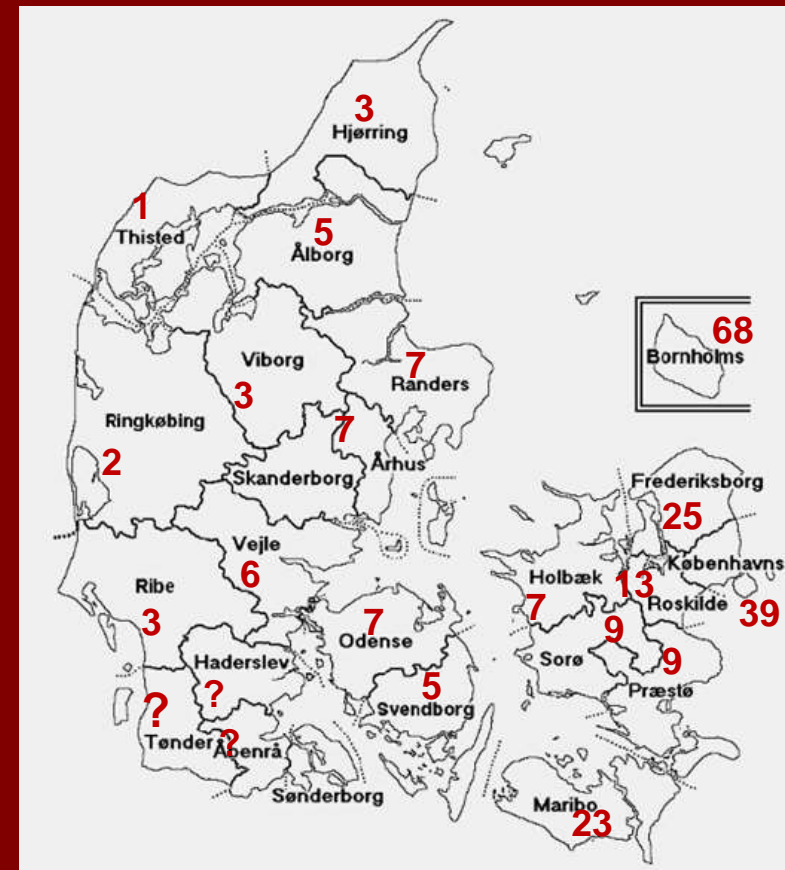 3
Hjørring
1
Thisted
5
Ålborg
68
Bornholms
Viborg
3
7
Randers
Ringkøbing
2
7
Århus
Skanderborg
Frederiksborg
25
Vejle
6
Københavns
39
Holbæk
7
13
Roskilde
Ribe
3
7
Odense
9
Sorø
9
Præstø
Haderslev
?
5
Svendborg
?
Tønder
?
Åbenrå
Sønderborg
Maribo
23